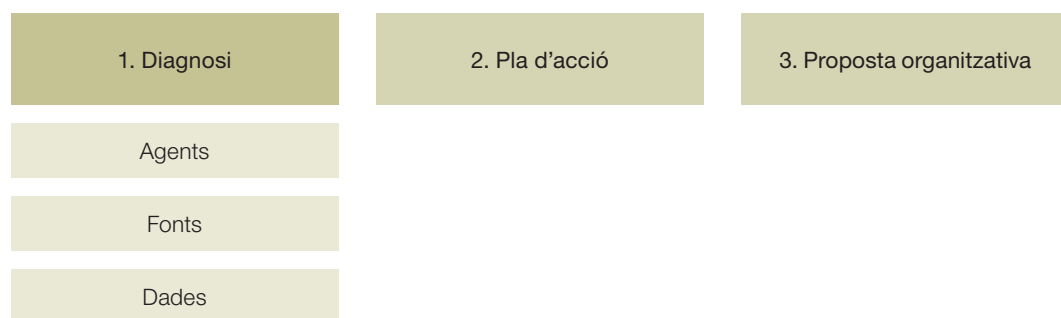 1. Diagnosi
2. Pla d’acció
3. Proposta organitzativa
Agents
Fonts
Dades